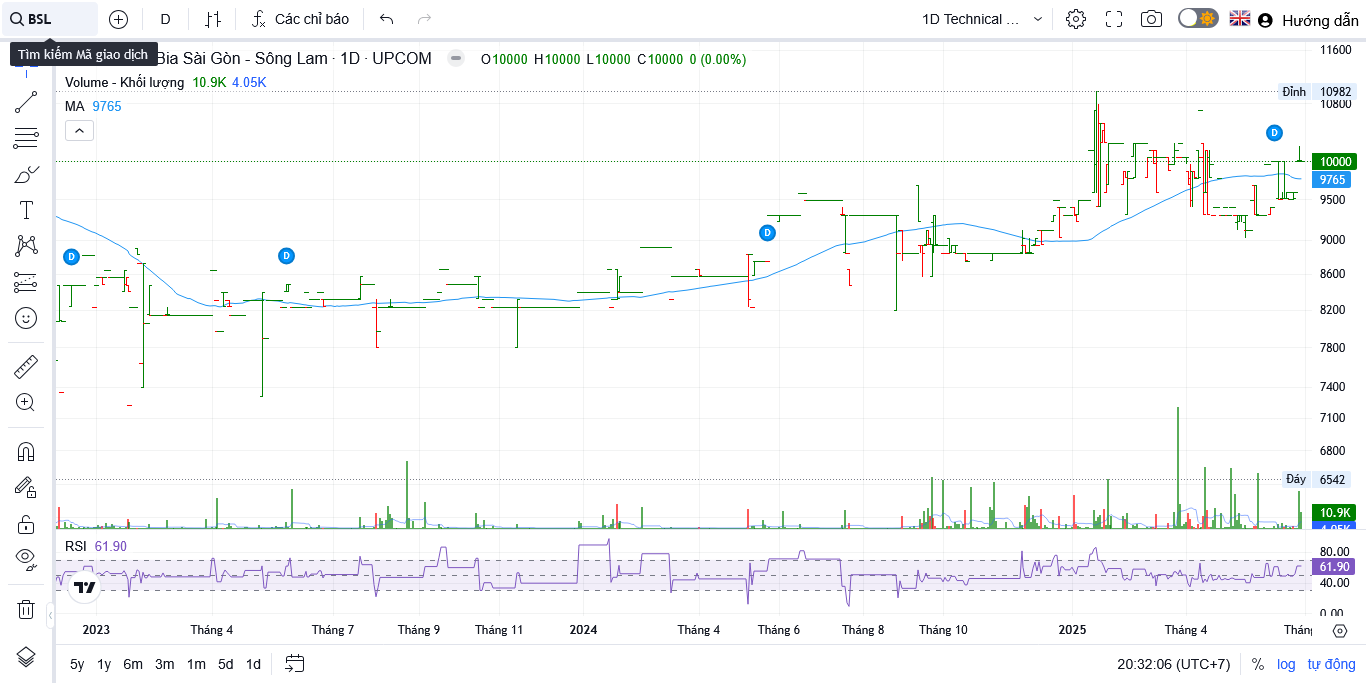 BSL
D
Các chỉ báo
1D Technical ...
Hướng dẫn
Tìm kiếm Mã giao dịch
Bia Sài Gòn - Sông Lam · 1D · UPCOM
O10000 H10000 L10000 C10000 0 (0.00%)
Volume - Khối lượng 10.9K 4.05K
MA 9765
11600
Đỉnh 10982
10800
10000
9765
9500
9000
8600
8200
7800
7400
7100
6800
Đáy 6542
10.9K
4.05K
D
D
D
D
RSI 61.90
80.00
61.90
40.00
0.00
2023 Tháng 4 Tháng 7 Tháng 9 Tháng 11 2024 Tháng 4 Tháng 6 Tháng 8 Tháng 10 2025 Tháng 4 Thán
5y 1y 6m 3m 1m 5d 1d
20:32:06 (UTC+7) % log tự động